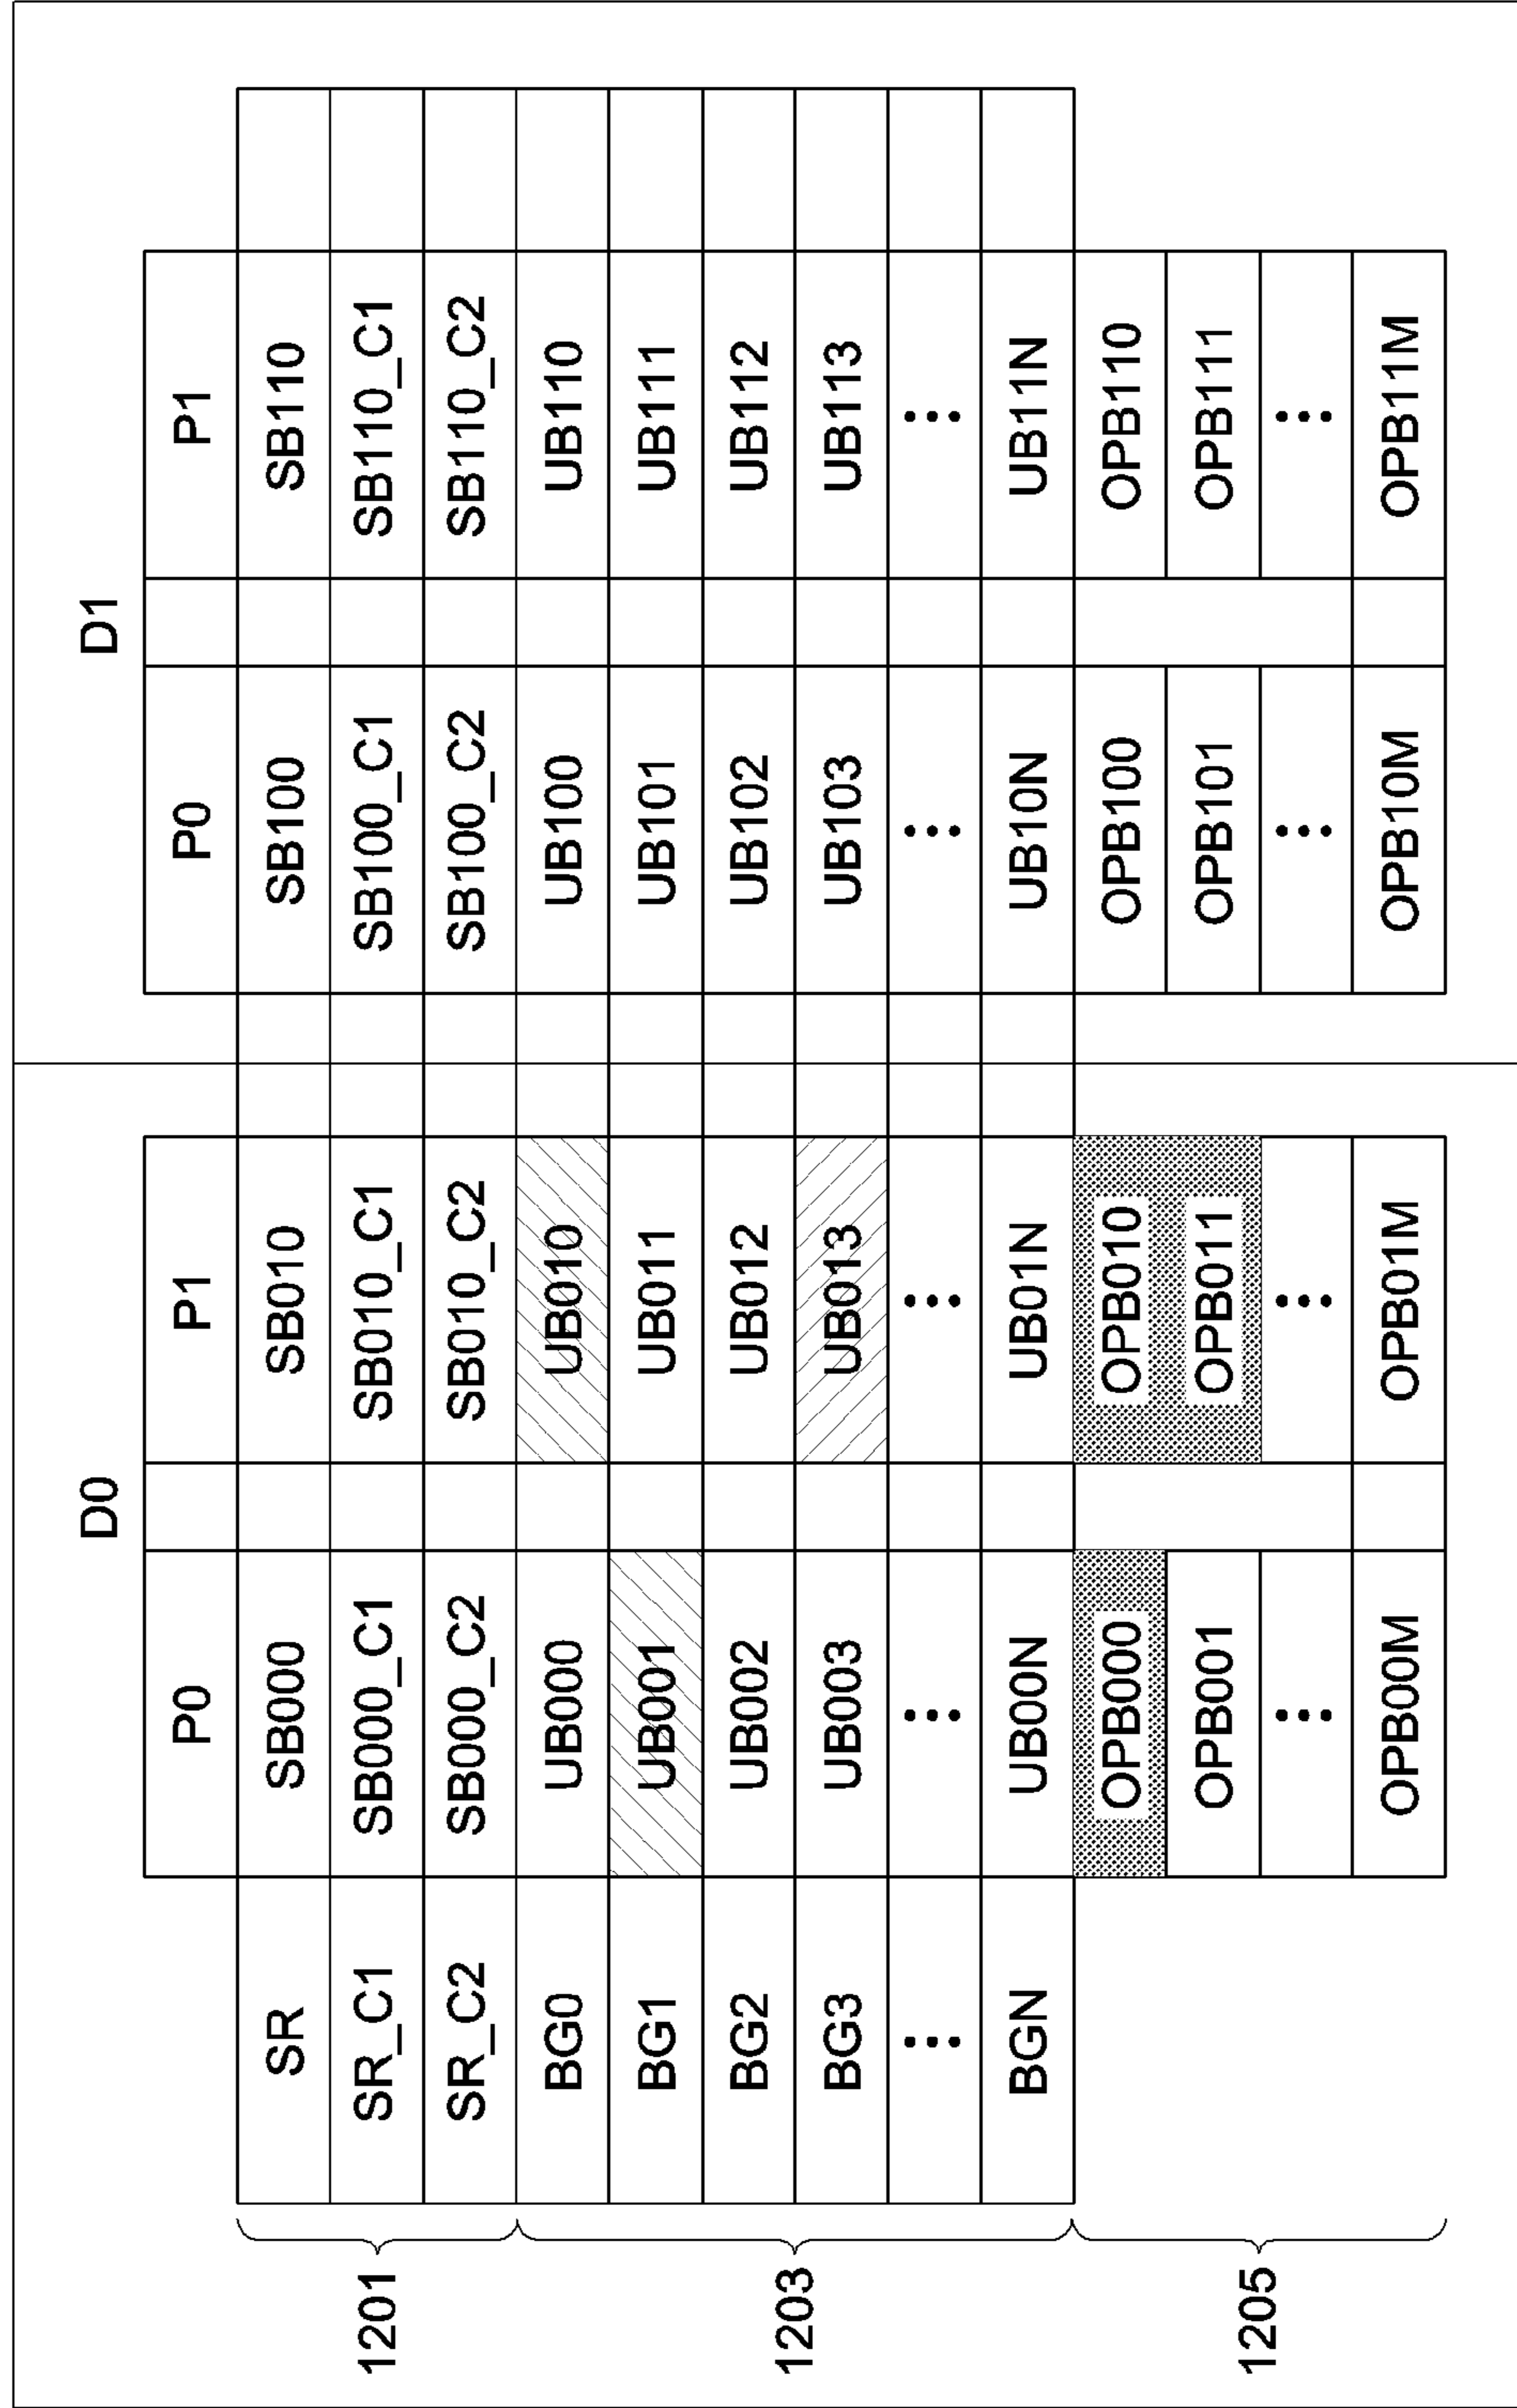 D0 D1
P0 P1 P0 P1
SR SB000 SB010 SB100 SB110
SR_C1 SB000_C1 SB010_C1 SB100_C1 SB110_C1
SR_C2 SB000_C2 SB010_C2 SB100_C2 SB110_C2
1201
BG0 UB000 UB010 UB100 UB110
BG1 UB001 UB011 UB101 UB111
BG2 UB002 UB012 UB102 UB112
BG3 UB003 UB013 UB103 UB113
BGN UB00N UB01N UB10N UB11N
1203
OPB000 OPB010 OPB100 OPB110
OPB001 OPB011 OPB101 OPB111
OPB00M OPB01M OPB10M OPB11M
1205